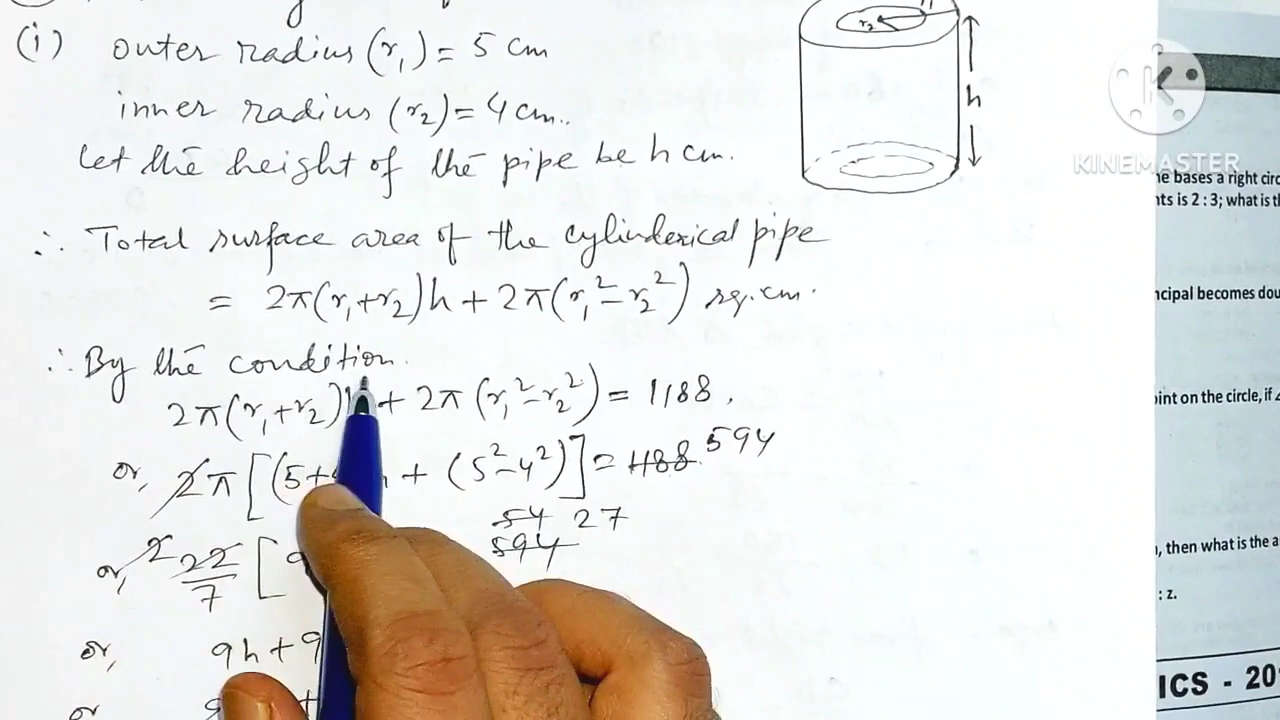 (i) outer radius (r₁) = 5 cm
inner radius (r₂) = 4 cm..
Let the height of the pipe be h cm.
r₂
h
∴ Total surface area of the cylinderical pipe
= 2π(r₁+r₂)h + 2π(r₁²-r₂²) sq. cm.
∴ By the condition.
2π(r₁+r₂) + 2π(r₁²-r₂²) = 1188,
or, 2π[(5+ + (5²-4²)] = 1188. 594
54 27
or, 2 22/7 [9 594
or, 9h+9
or
K
KINEMASTER
bases a right circ
is 2 : 3; what is
becomes dou
on the circle, if
, then what is the a
: z.
ICS - 20